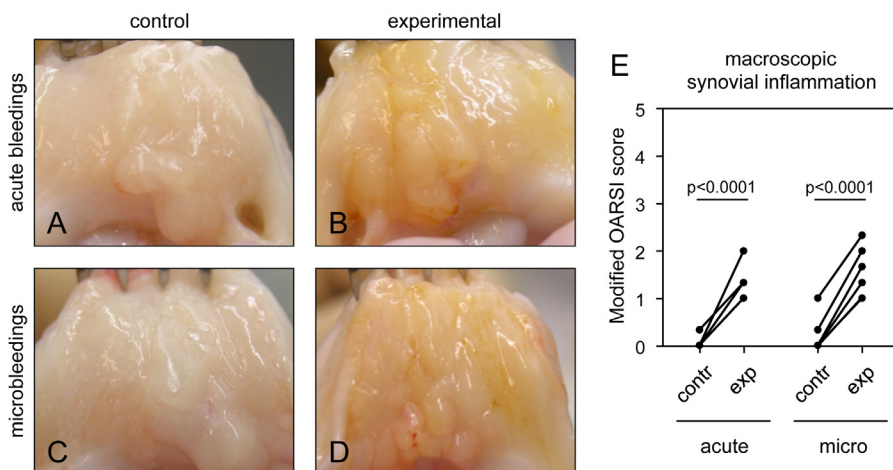 control
experimental
acute bleedings
A
B
microbleedings
C
D
E
macroscopic
synovial inflammation
Modified OARSI score
5
4
3
2
1
0
p<0.0001
p<0.0001
contr
exp
contr
exp
acute
micro